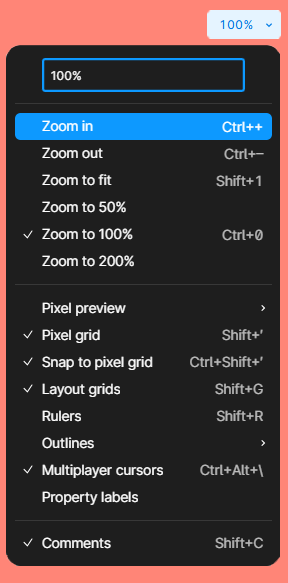 100%
100%
Zoom in Ctrl++
Zoom out Ctrl+−
Zoom to fit Shift+1
Zoom to 50%
Zoom to 100% Ctrl+0
Zoom to 200%
Pixel preview
Pixel grid Shift+'
Snap to pixel grid Ctrl+Shift+'
Layout grids Shift+G
Rulers Shift+R
Outlines
Multiplayer cursors Ctrl+Alt+\
Property labels
Comments Shift+C